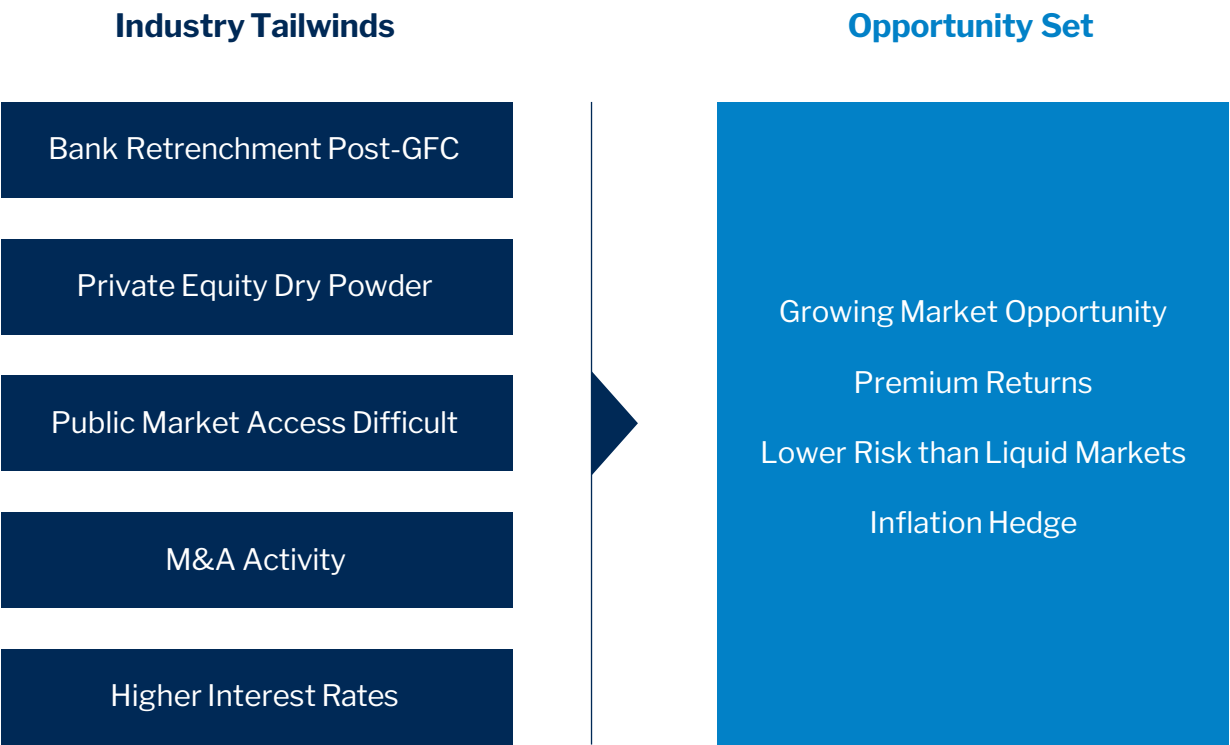 Industry Tailwinds
Bank Retrenchment Post-GFC
Private Equity Dry Powder
Public Market Access Difficult
M&A Activity
Higher Interest Rates
Opportunity Set
Growing Market Opportunity
Premium Returns
Lower Risk than Liquid Markets
Inflation Hedge